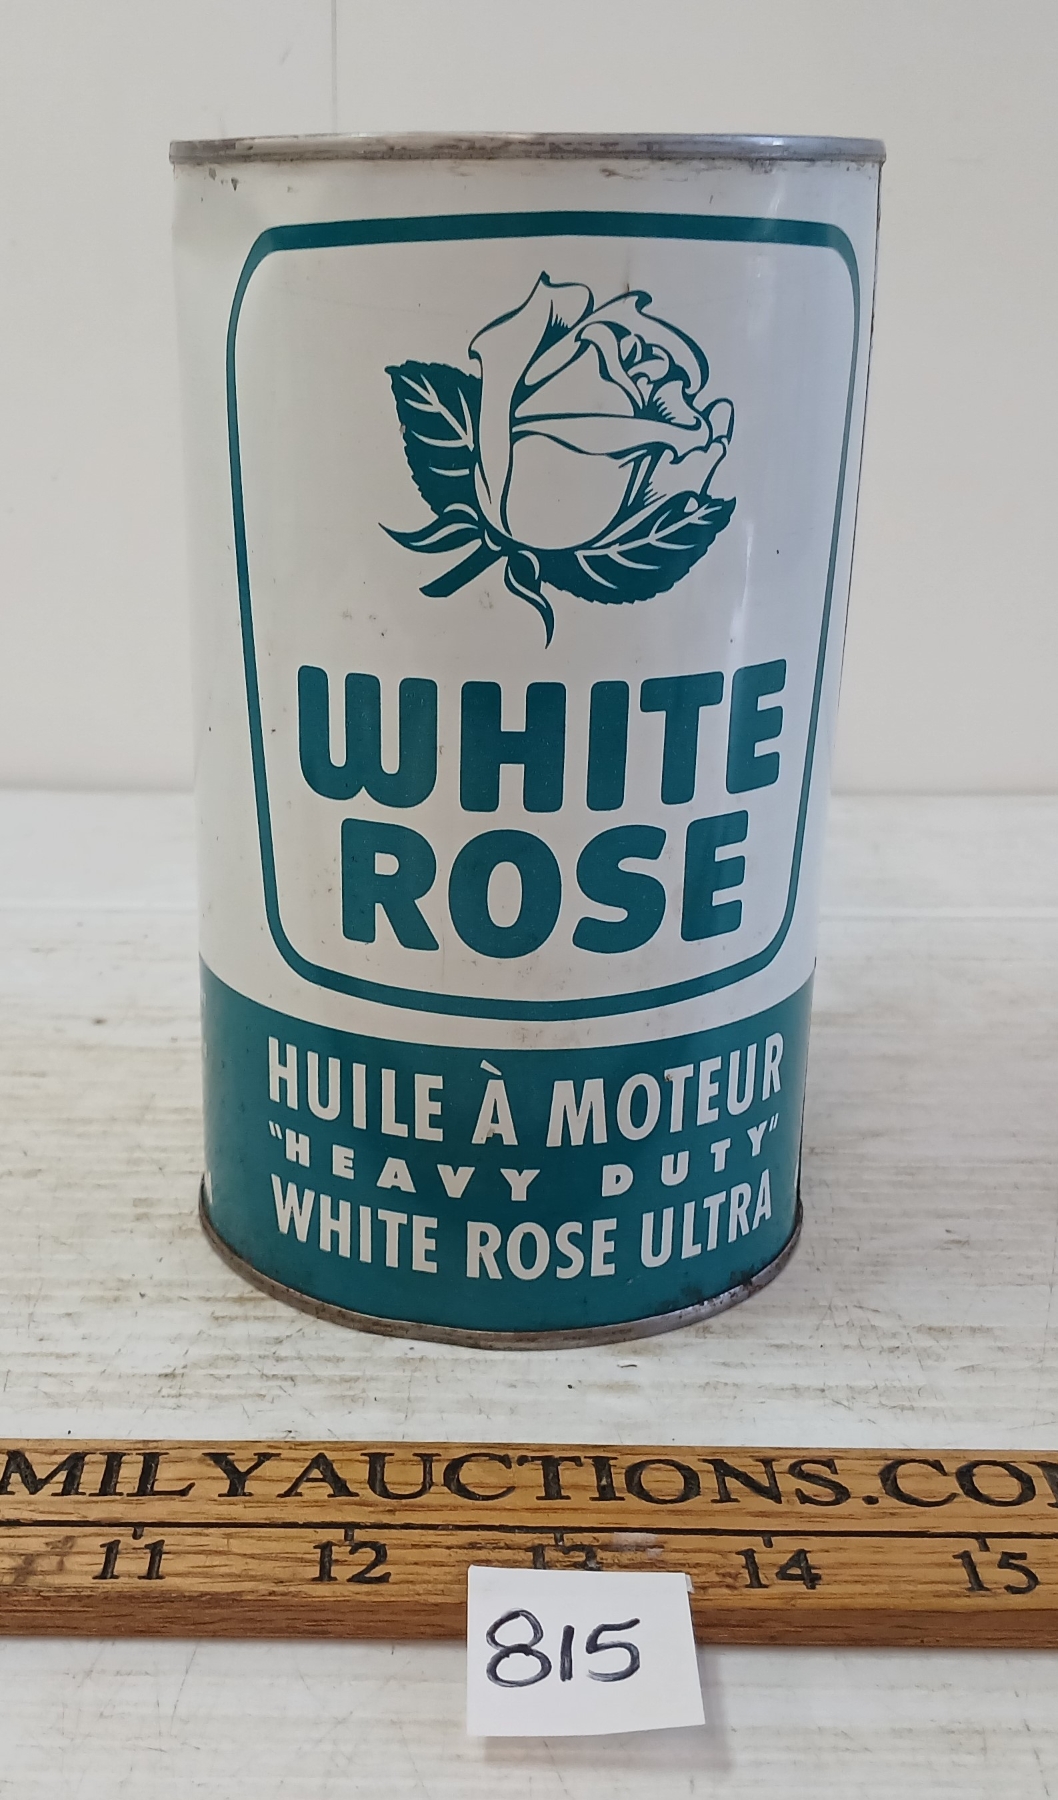 WHITE
ROSE
HUILE À MOTEUR
"HEAVY DUTY"
WHITE ROSE ULTRA
MILYAUCTIONS.CO
11 12 13 14 15
815